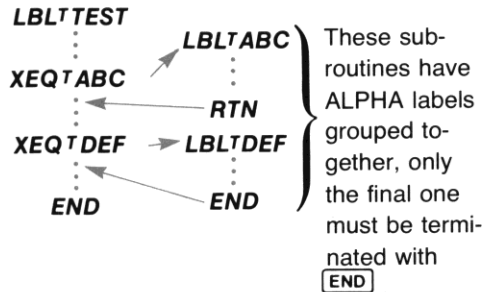 LBLᵀTEST
XEQᵀABC
XEQᵀDEF
END
LBLᵀABC
RTN
LBLᵀDEF
END
These sub-
routines have
ALPHA labels
grouped to-
gether, only
the final one
must be termi-
nated with
END